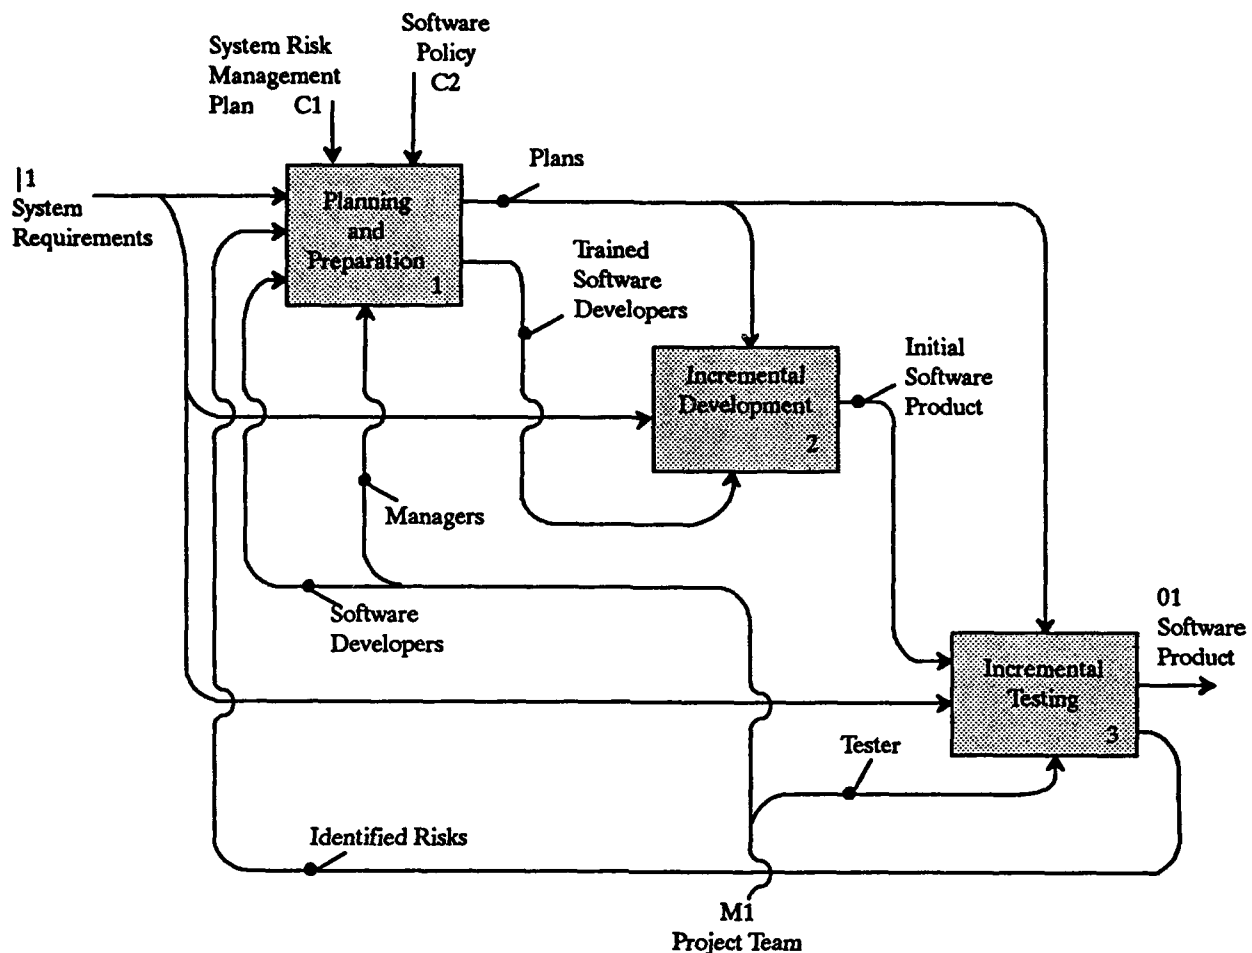 Software
Policy
C2
System Risk
Management
Plan C1
|1
System
Requirements
Planning
and
Preparation
1
Plans
Trained
Software
Developers
Incremental
Development
2
Initial
Software
Product
Managers
Software
Developers
01
Software
Product
Incremental
Testing
3
Tester
Identified Risks
M1
Project Team